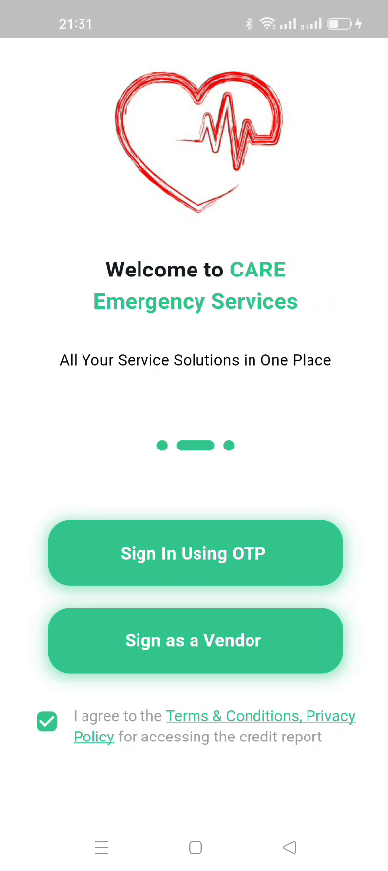 21:31
Welcome to CARE
Emergency Services
All Your Service Solutions in One Place
Sign In Using OTP
Sign as a Vendor
I agree to the Terms & Conditions, Privacy
Policy for accessing the credit report